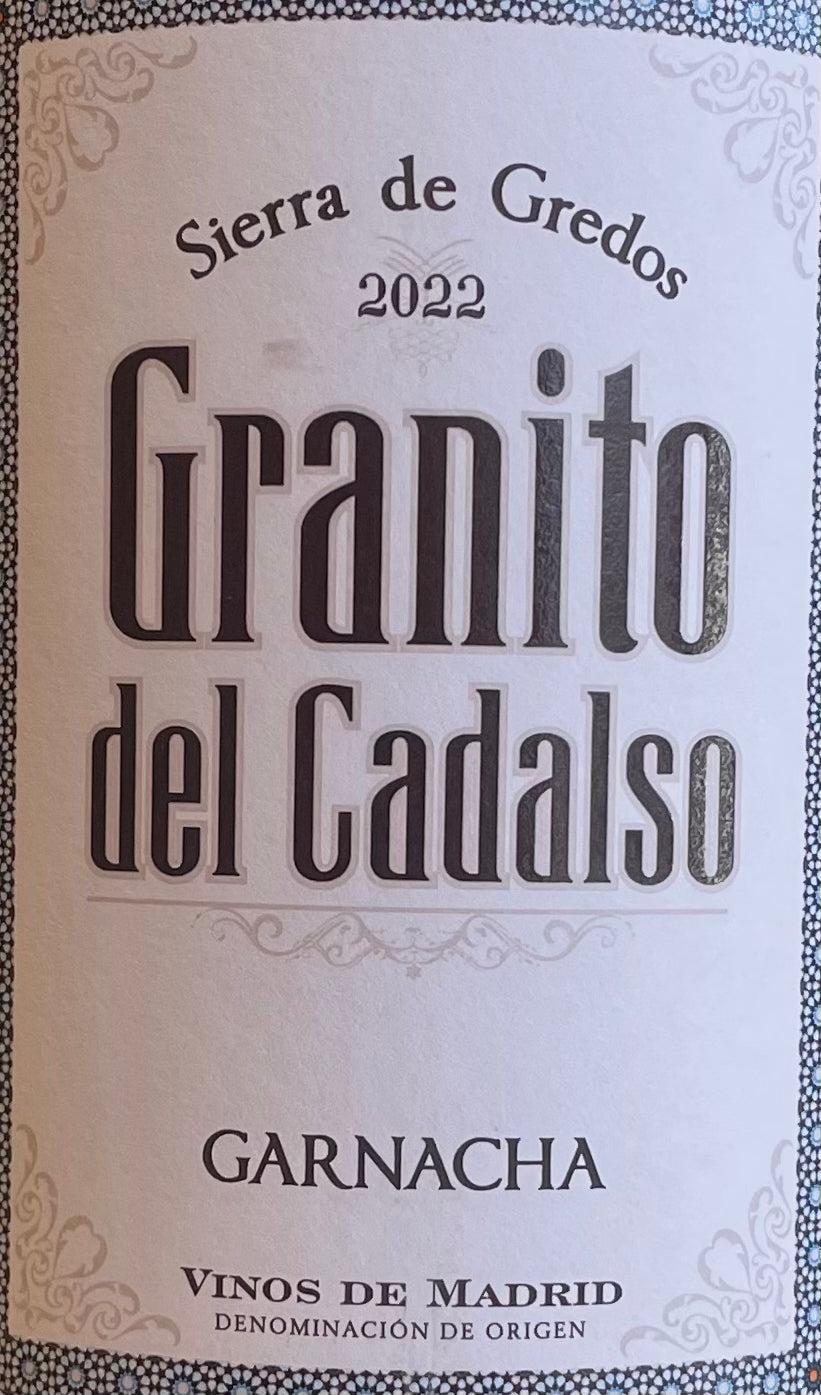 Sierra de Gredos
2022
Granito
del Cadalso
GARNACHA
VINOS DE MADRID
DENOMINACIÓN DE ORIGEN